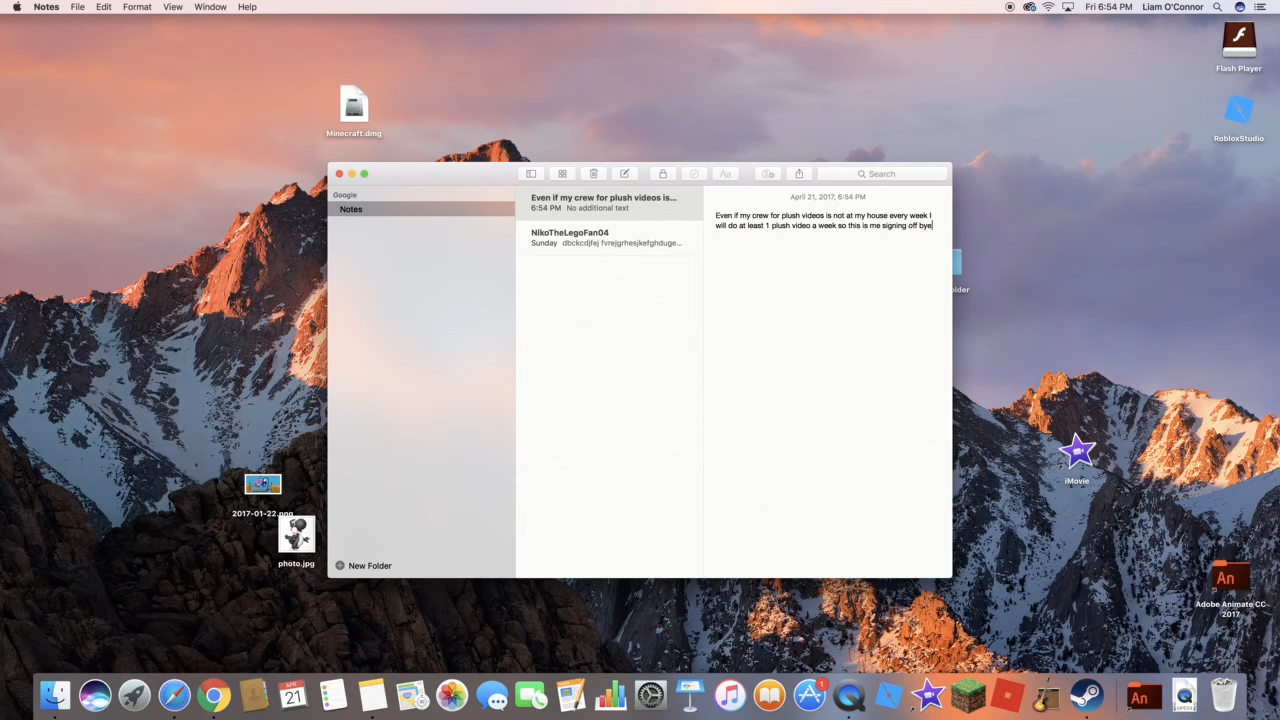 Notes File Edit Format View Window Help Fri 6:54 PM Liam O'Connor
Flash Player
Minecraft.dmg
RobloxStudio
Search
Google
Notes
Even if my crew for plush videos is...
6:54 PM No additional text
NikoTheLegoFan04
Sunday dbckcdjfej fvrejgrhesjkefghduge...
April 21, 2017, 6:54 PM
Even if my crew for plush videos is not at my house every week I
will do at least 1 plush video a week so this is me signing off bye
iMovie
2017-01-22.png
photo.jpg
New Folder
An
Adobe Animate CC
2017
APR
21
1
An
MPEG4